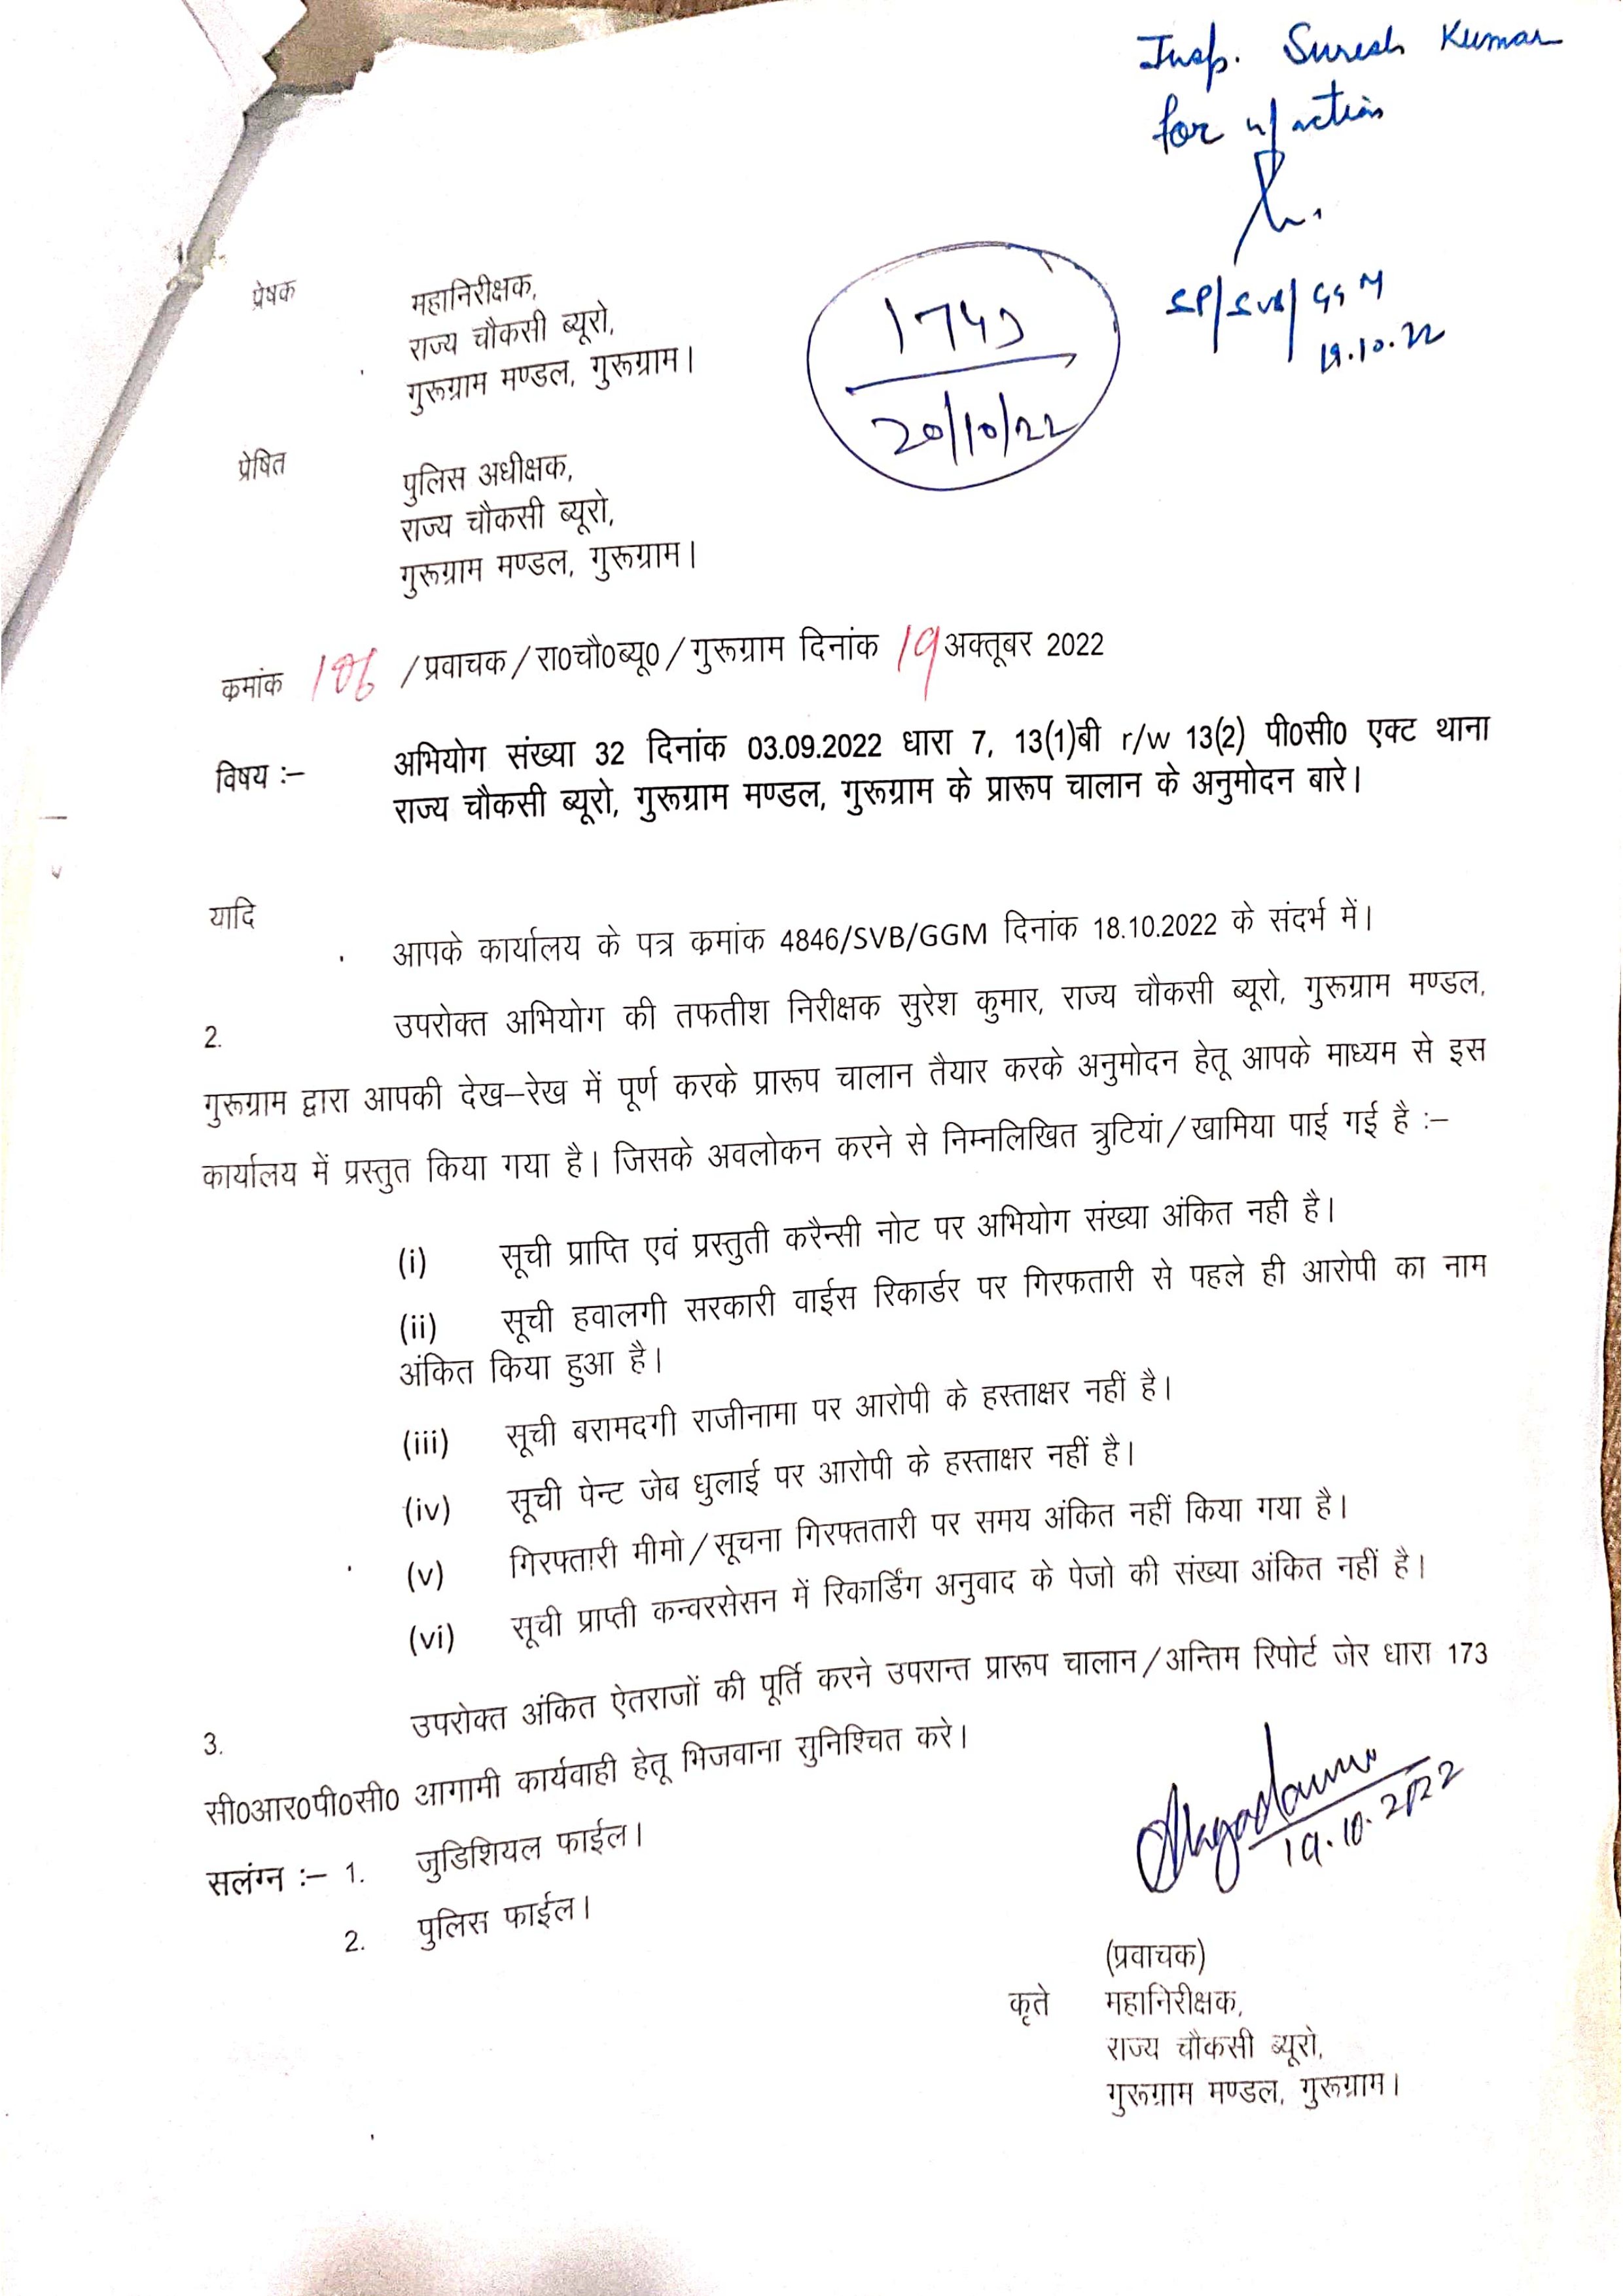 Insp. Suresh Kumar
for n/action
SP/SVB/GGM
19.10.22
20/10/22
प्रेषक
महानिरीक्षक,
राज्य चौकसी ब्यूरो,
गुरूग्राम मण्डल, गुरूग्राम।
प्रेषित
पुलिस अधीक्षक,
राज्य चौकसी ब्यूरो,
गुरूग्राम मण्डल, गुरूग्राम।
क्रमांक 106 /प्रवाचक/रा0चौ0ब्यू0/गुरूग्राम दिनांक 19 अक्तूबर 2022
विषय :– अभियोग संख्या 32 दिनांक 03.09.2022 धारा 7, 13(1)बी r/w 13(2) पी0सी0 एक्ट थाना
राज्य चौकसी ब्यूरो, गुरूग्राम मण्डल, गुरूग्राम के प्रारूप चालान के अनुमोदन बारे।
यादि
आपके कार्यालय के पत्र क्रमांक 4846/SVB/GGM दिनांक 18.10.2022 के संदर्भ में।
2. उपरोक्त अभियोग की तफतीश निरीक्षक सुरेश कुमार, राज्य चौकसी ब्यूरो, गुरूग्राम मण्डल,
गुरूग्राम द्वारा आपकी देख–रेख में पूर्ण करके प्रारूप चालान तैयार करके अनुमोदन हेतू आपके माध्यम से इस
कार्यालय में प्रस्तुत किया गया है। जिसके अवलोकन करने से निम्नलिखित त्रुटियां/खामिया पाई गई है :–
(i) सूची प्राप्ति एवं प्रस्तुती करैन्सी नोट पर अभियोग संख्या अंकित नही है।
(ii) सूची हवालगी सरकारी वाईस रिकार्डर पर गिरफतारी से पहले ही आरोपी का नाम
अंकित किया हुआ है।
(iii) सूची बरामदगी राजीनामा पर आरोपी के हस्ताक्षर नहीं है।
(iv) सूची पेन्ट जेब धुलाई पर आरोपी के हस्ताक्षर नहीं है।
(v) गिरफ्तारी मीमो/सूचना गिरफ्ततारी पर समय अंकित नहीं किया गया है।
(vi) सूची प्राप्ती कन्वरसेसन में रिकार्डिंग अनुवाद के पेजो की संख्या अंकित नहीं है।
3. उपरोक्त अंकित ऐतराजों की पूर्ति करने उपरान्त प्रारूप चालान/अन्तिम रिपोर्ट जेर धारा 173
सी0आर0पी0सी0 आगामी कार्यवाही हेतू भिजवाना सुनिश्चित करे।
सलंग्न :– 1. जुडिशियल फाईल।
2. पुलिस फाईल।
19.10.2022
(प्रवाचक)
कृते महानिरीक्षक,
राज्य चौकसी ब्यूरो,
गुरूग्राम मण्डल, गुरूग्राम।